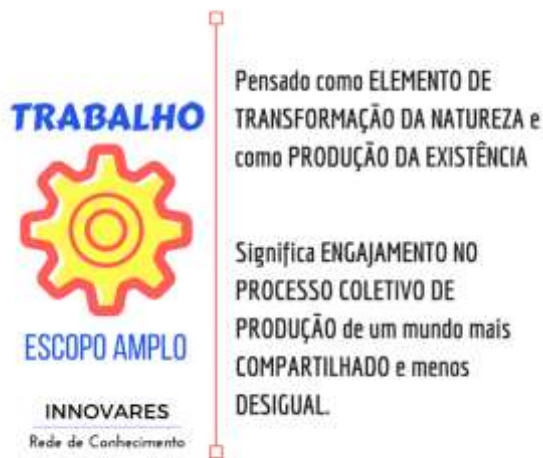 TRABALHO
ESCOPO AMPLO
INNOVARES
Rede de Conhecimento
Pensado como ELEMENTO DE
TRANSFORMAÇÃO DA NATUREZA e
como PRODUÇÃO DA EXISTÊNCIA
Significa ENGAJAMENTO NO
PROCESSO COLETIVO DE
PRODUÇÃO de um mundo mais
COMPARTILHADO e menos
DESIGUAL.